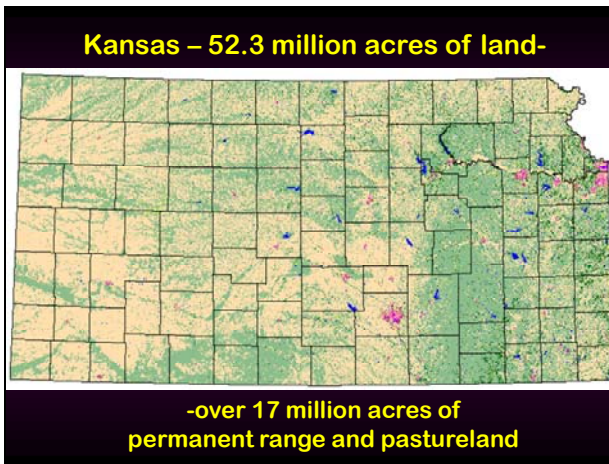 Kansas – 52.3 million acres of land-
-over 17 million acres of
permanent range and pastureland